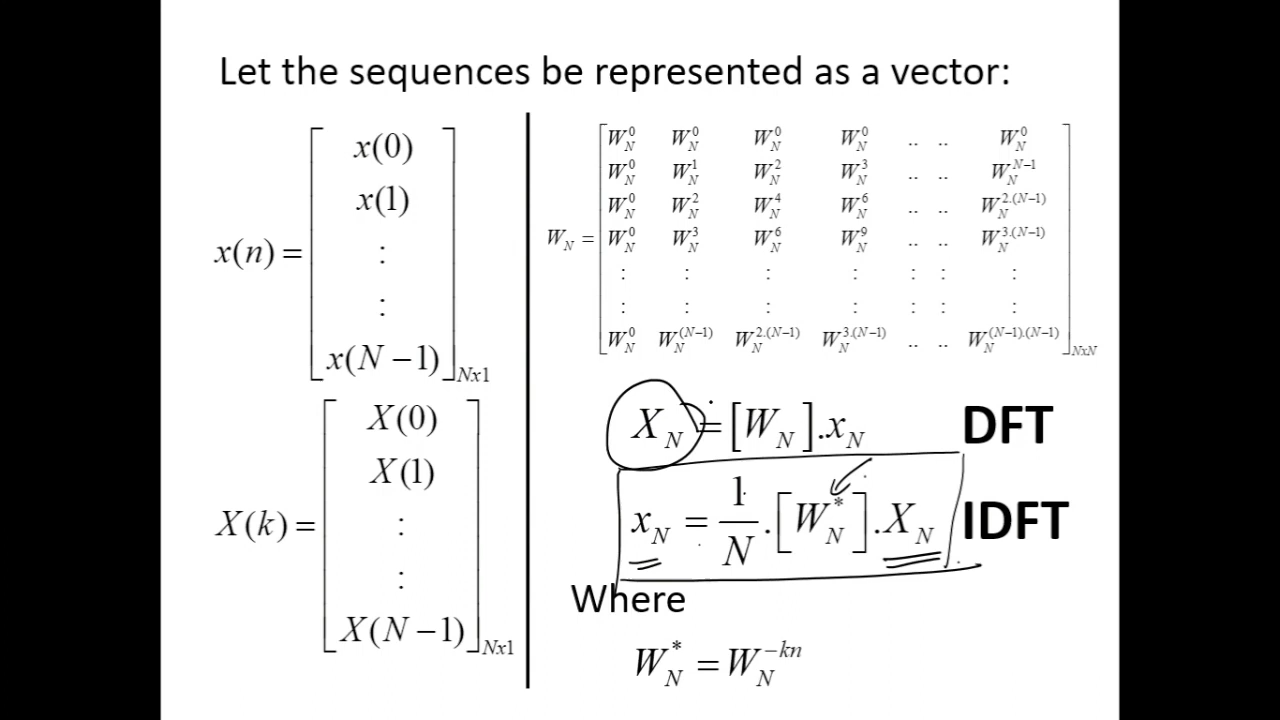 Let the sequences be represented as a vector:
x(n) = [ x(0)
x(1)
:
:
x(N−1) ]Nx1
X(k) = [ X(0)
X(1)
:
:
X(N−1) ]Nx1
W_N = [ W_N^0 W_N^0 W_N^0 W_N^0 .. .. W_N^0
W_N^0 W_N^1 W_N^2 W_N^3 .. .. W_N^{N−1}
W_N^0 W_N^2 W_N^4 W_N^6 .. .. W_N^{2.(N−1)}
W_N^0 W_N^3 W_N^6 W_N^9 .. .. W_N^{3.(N−1)}
: : : : : : :
: : : : : : :
W_N^0 W_N^{(N−1)} W_N^{2.(N−1)} W_N^{3.(N−1)} .. .. W_N^{(N−1).(N−1)} ]NxN
X_N = [W_N].x_N DFT
x_N = 1/N.[W_N^*].X_N IDFT
Where
W_N^* = W_N^{−kn}